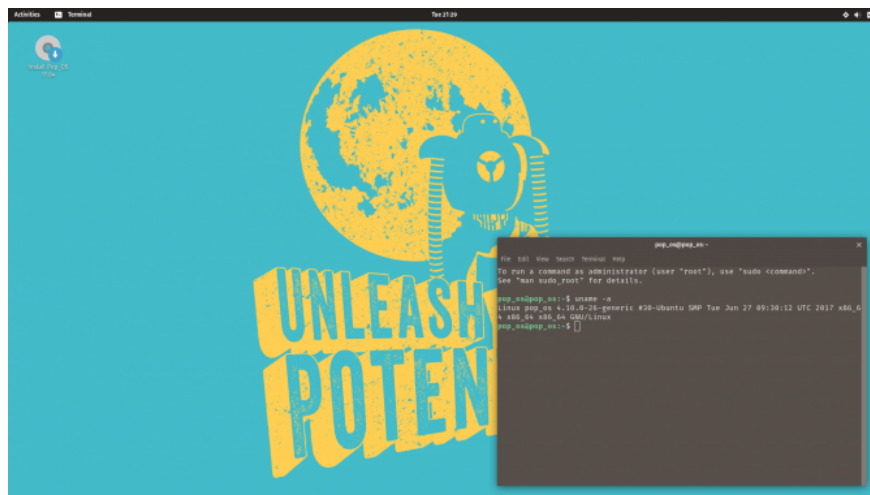 Activities Terminal Tue 21:29
Install Pop_OS
17.04
UNLEASH
POTEN
pop_os@pop_os: ~
File Edit View Search Terminal Help
To run a command as administrator (user "root"), use "sudo <command>".
See "man sudo_root" for details.
pop_os@pop_os:~$ uname -a
Linux pop_os 4.10.0-26-generic #30-Ubuntu SMP Tue Jun 27 09:30:12 UTC 2017 x86_6
4 x86_64 x86_64 GNU/Linux
pop_os@pop_os:~$